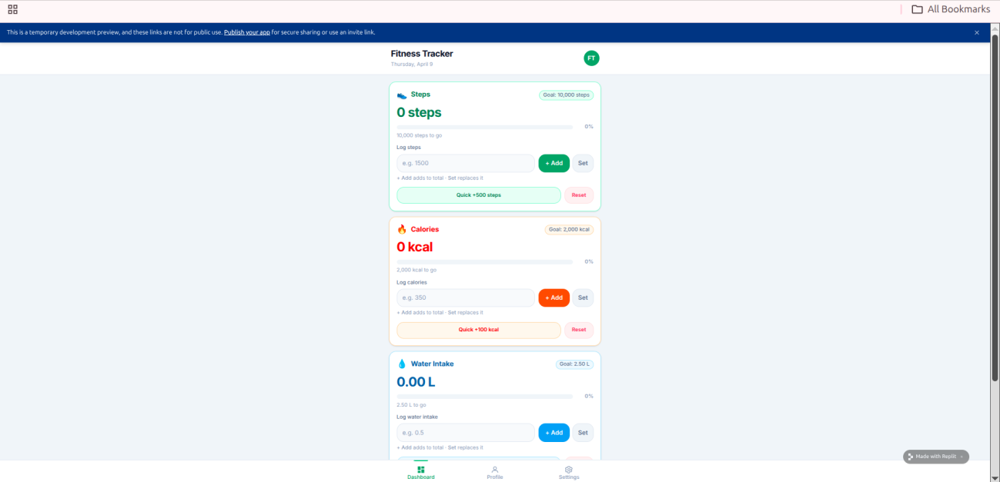 All Bookmarks
This is a temporary development preview, and these links are not for public use. Publish your app for secure sharing or use an invite link.
Fitness Tracker
Thursday, April 9
FT
Steps
Goal: 10,000 steps
0 steps
0%
10,000 steps to go
Log steps
e.g. 1500
+ Add
Set
+ Add adds to total · Set replaces it
Quick +500 steps
Reset
Calories
Goal: 2,000 kcal
0 kcal
0%
2,000 kcal to go
Log calories
e.g. 350
+ Add
Set
+ Add adds to total · Set replaces it
Quick +100 kcal
Reset
Water Intake
Goal: 2.50 L
0.00 L
0%
2.50 L to go
Log water intake
e.g. 0.5
+ Add
Set
+ Add adds to total · Set replaces it
Made with Replit
Dashboard
Profile
Settings